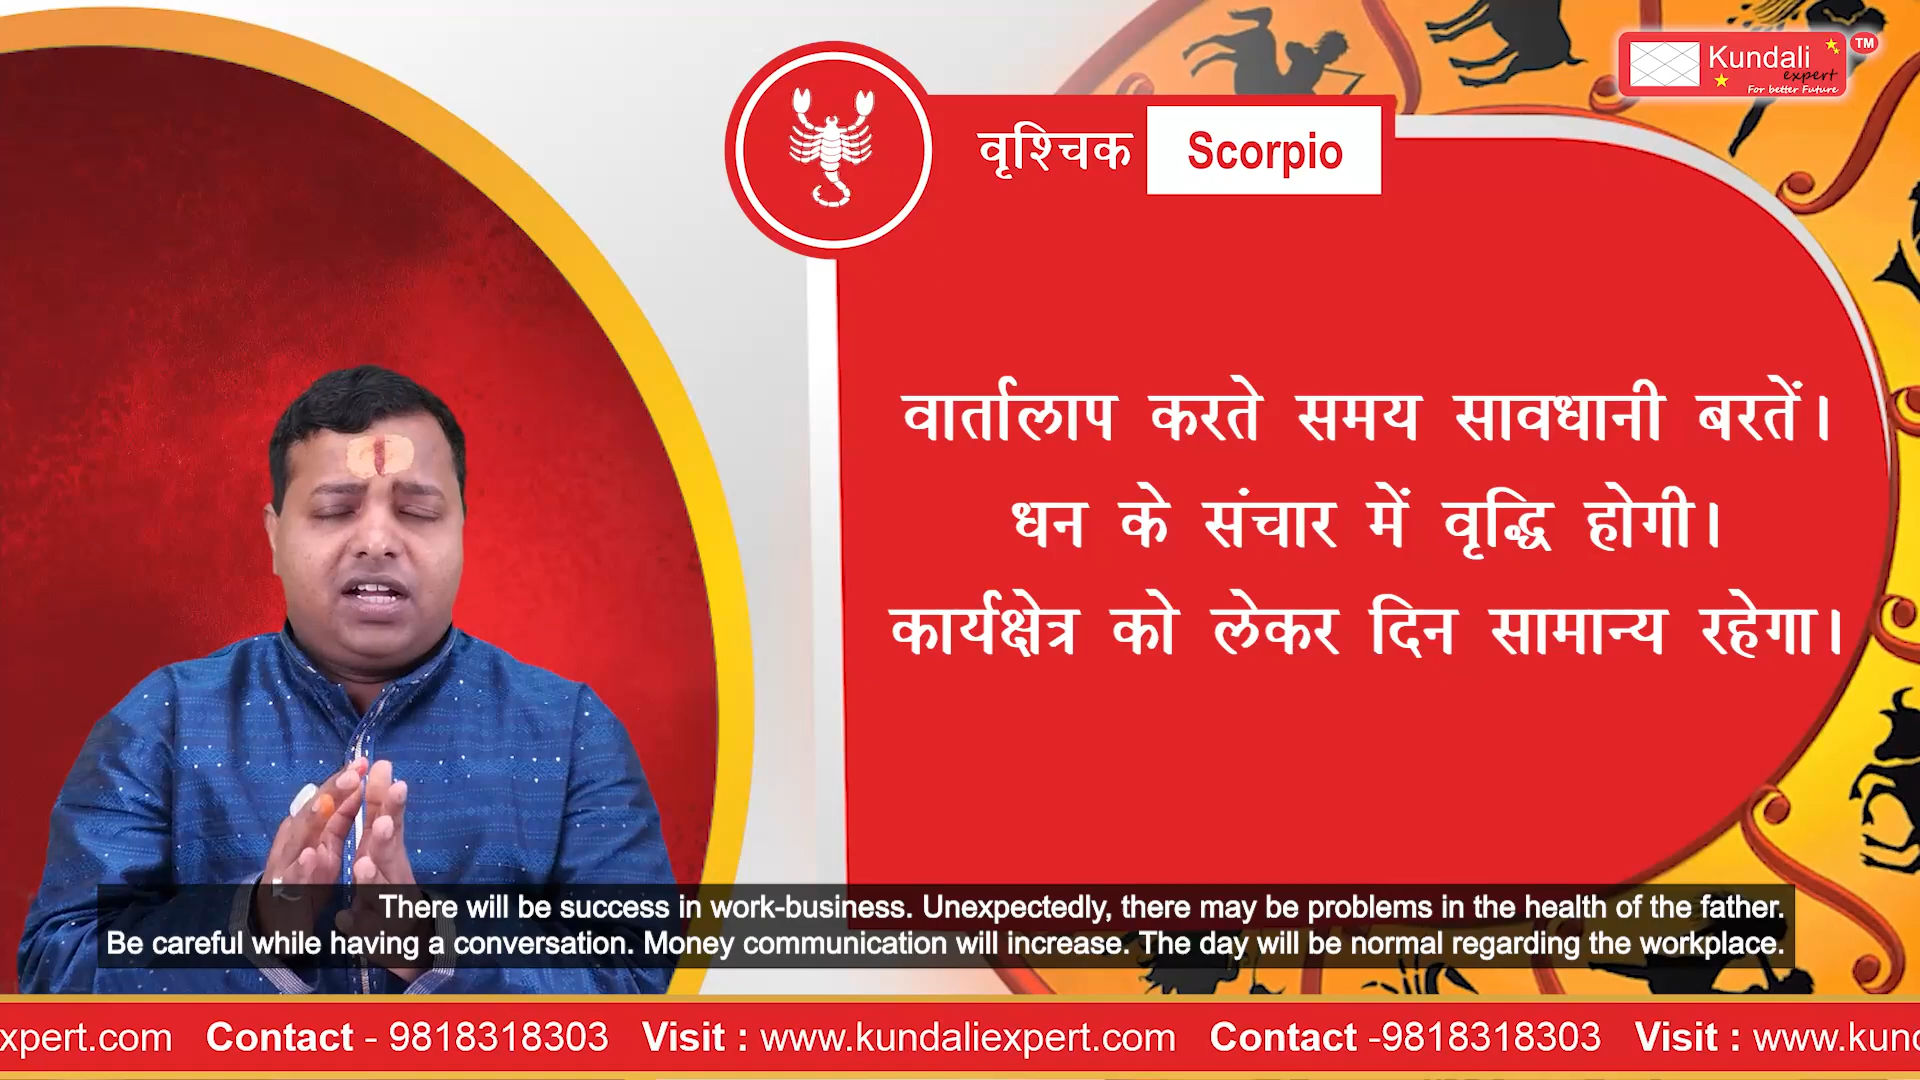 Kundali
TM
expert
For better Future
वृश्चिक Scorpio
वार्तालाप करते समय सावधानी बरतें।
धन के संचार में वृद्धि होगी।
कार्यक्षेत्र को लेकर दिन सामान्य रहेगा।
There will be success in work-business. Unexpectedly, there may be problems in the health of the father.
Be careful while having a conversation. Money communication will increase. The day will be normal regarding the workplace.
xpert.com Contact - 9818318303 Visit : www.kundaliexpert.com Contact -9818318303 Visit : www.kund